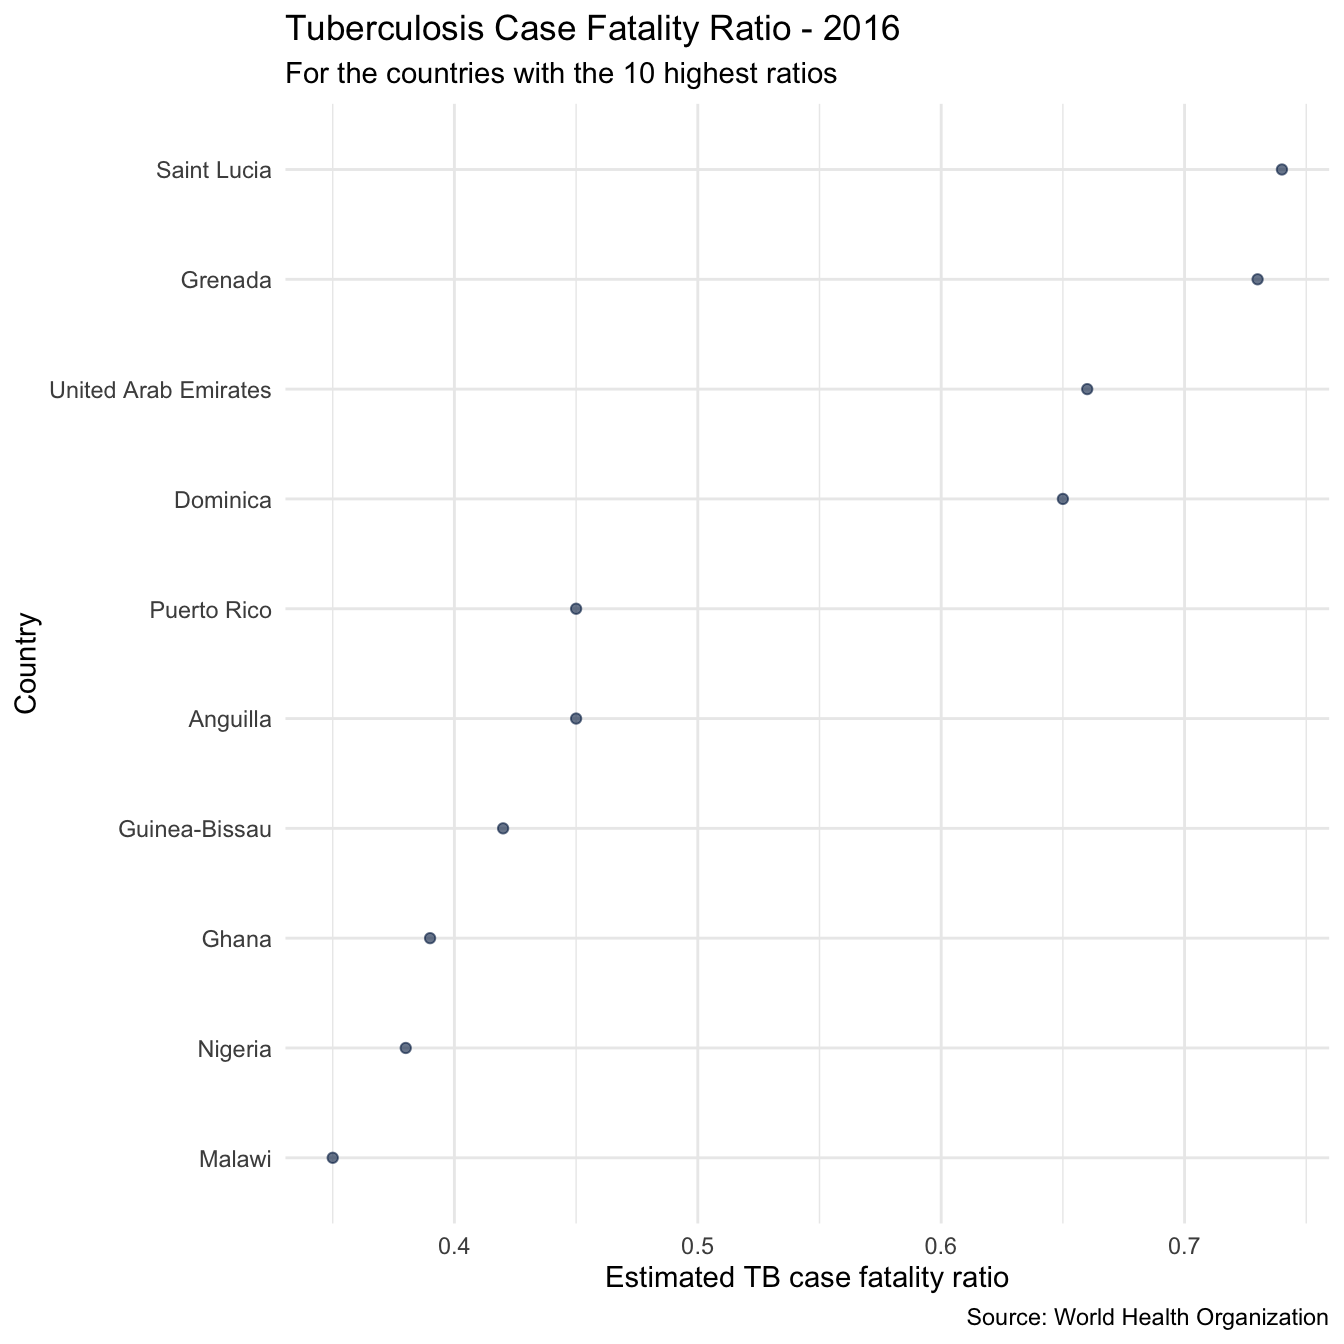 Tuberculosis Case Fatality Ratio - 2016
For the countries with the 10 highest ratios
Country
Saint Lucia
Grenada
United Arab Emirates
Dominica
Puerto Rico
Anguilla
Guinea-Bissau
Ghana
Nigeria
Malawi
0.4 0.5 0.6 0.7
Estimated TB case fatality ratio
Source: World Health Organization